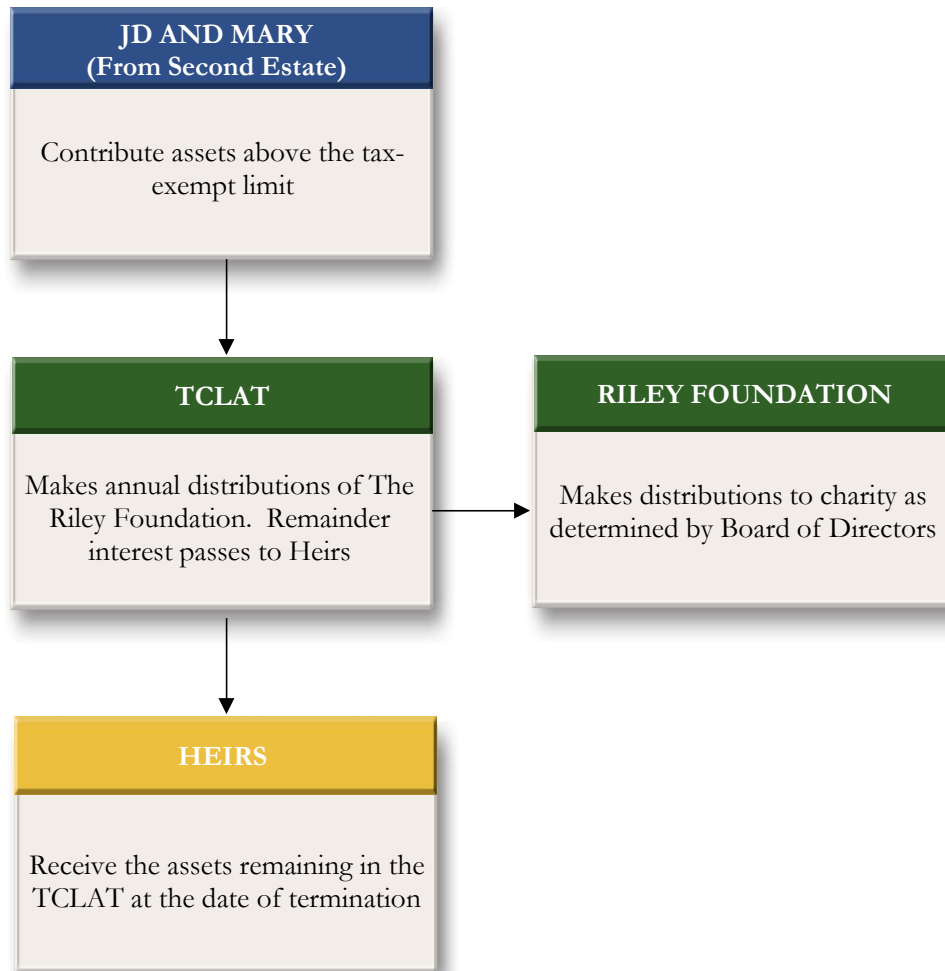 JD AND MARY
(From Second Estate)
Contribute assets above the tax-
exempt limit
TCLAT
Makes annual distributions of The
Riley Foundation.  Remainder
interest passes to Heirs
RILEY FOUNDATION
Makes distributions to charity as
determined by Board of Directors
HEIRS
Receive the assets remaining in the
TCLAT at the date of termination